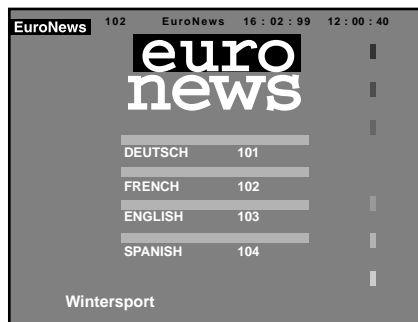 EuroNews 102 EuroNews 16 : 02 : 99 12 : 00 : 40
euro
news
DEUTSCH 101
FRENCH 102
ENGLISH 103
SPANISH 104
Wintersport